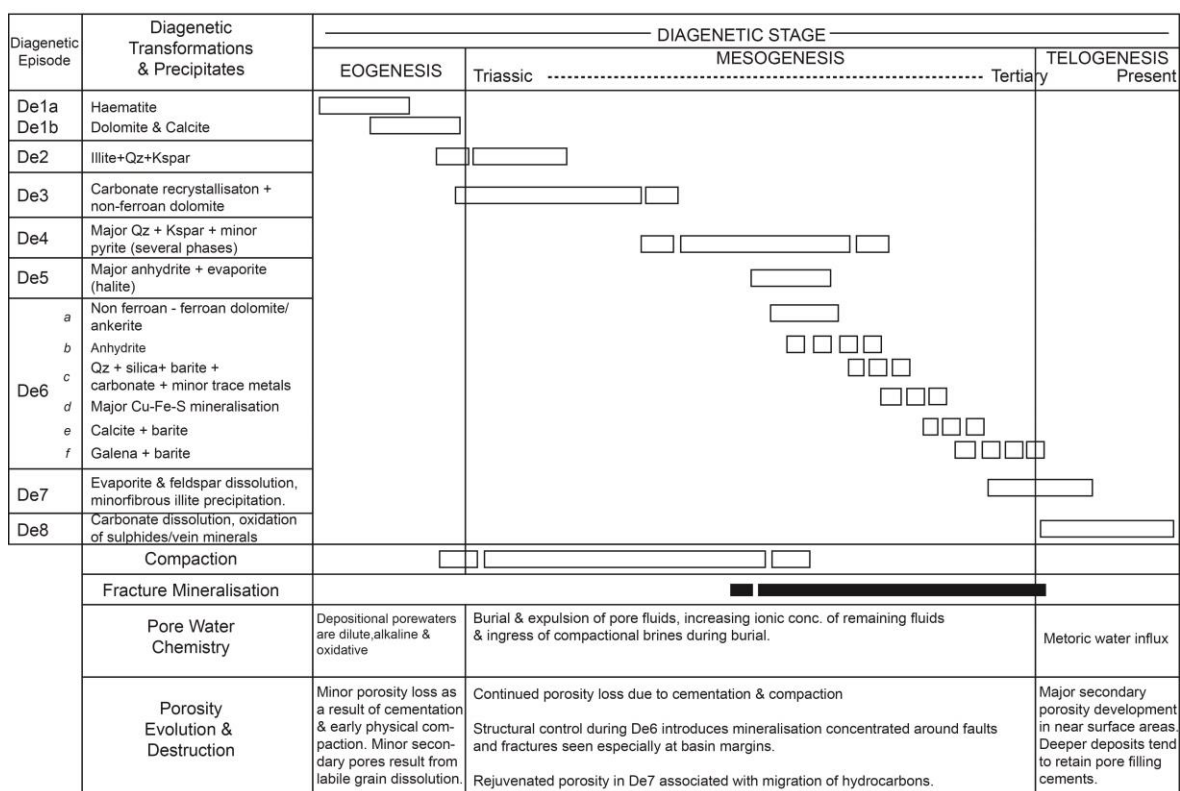 Diagenetic
Episode
Diagenetic
Transformations
& Precipitates
DIAGENETIC STAGE
EOGENESIS
MESOGENESIS
Triassic
Tertiary
TELOGENESIS
Present
De1a
Haematite
De1b
Dolomite & Calcite
De2
Illite+Qz+Kspar
De3
Carbonate recrystallisaton +
non-ferroan dolomite
De4
Major Qz + Kspar + minor
pyrite (several phases)
De5
Major anhydrite + evaporite
(halite)
De6
a
Non ferroan - ferroan dolomite/
ankerite
b
Anhydrite
c
Qz + silica+ barite +
carbonate + minor trace metals
d
Major Cu-Fe-S mineralisation
e
Calcite + barite
f
Galena + barite
De7
Evaporite & feldspar dissolution,
minorfibrous illite precipitation.
De8
Carbonate dissolution, oxidation
of sulphides/vein minerals
Compaction
Fracture Mineralisation
Pore Water
Chemistry
Depositional porewaters
are dilute,alkaline &
oxidative
Burial & expulsion of pore fluids, increasing ionic conc. of remaining fluids
& ingress of compactional brines during burial.
Metoric water influx
Porosity
Evolution &
Destruction
Minor porosity loss as
a result of cementation
& early physical com-
paction. Minor secon-
dary pores result from
labile grain dissolution.
Continued porosity loss due to cementation & compaction
Structural control during De6 introduces mineralisation concentrated around faults
and fractures seen especially at basin margins.
Rejuvenated porosity in De7 associated with migration of hydrocarbons.
Major secondary
porosity development
in near surface areas.
Deeper deposits tend
to retain pore filling
cements.